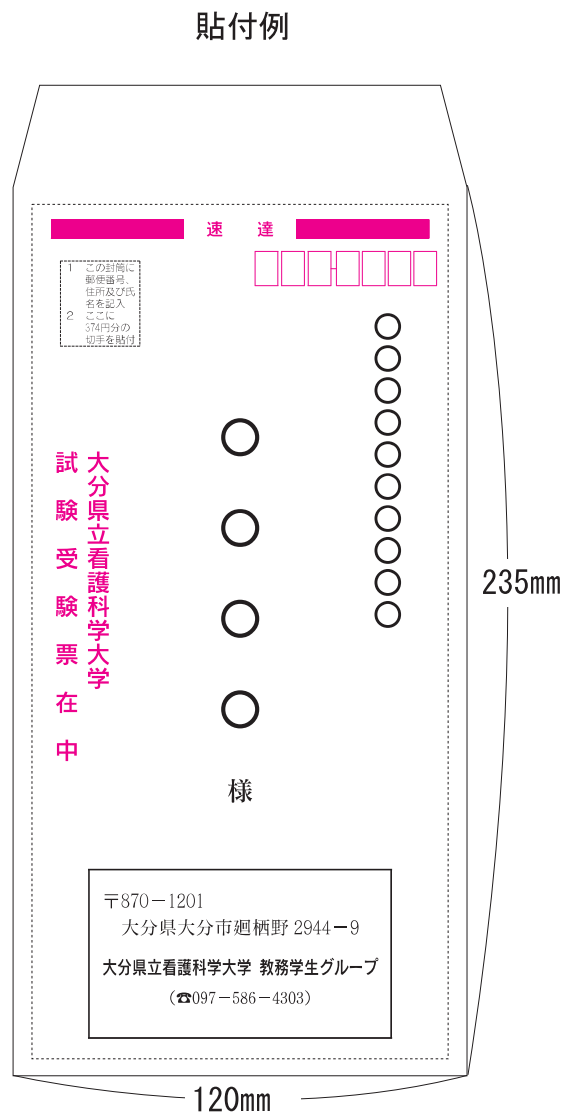 貼付例
速 達
1 この封筒に
郵便番号、
住所及び氏
名を記入
2 ここに
374円分の
切手を貼付
○○○○○○○○○○
○○○○
様
大分県立看護科学大学
試験受験票在中
〒870－1201
大分県大分市廻栖野 2944－9
大分県立看護科学大学 教務学生グループ
（☎097－586－4303）
235mm
120mm